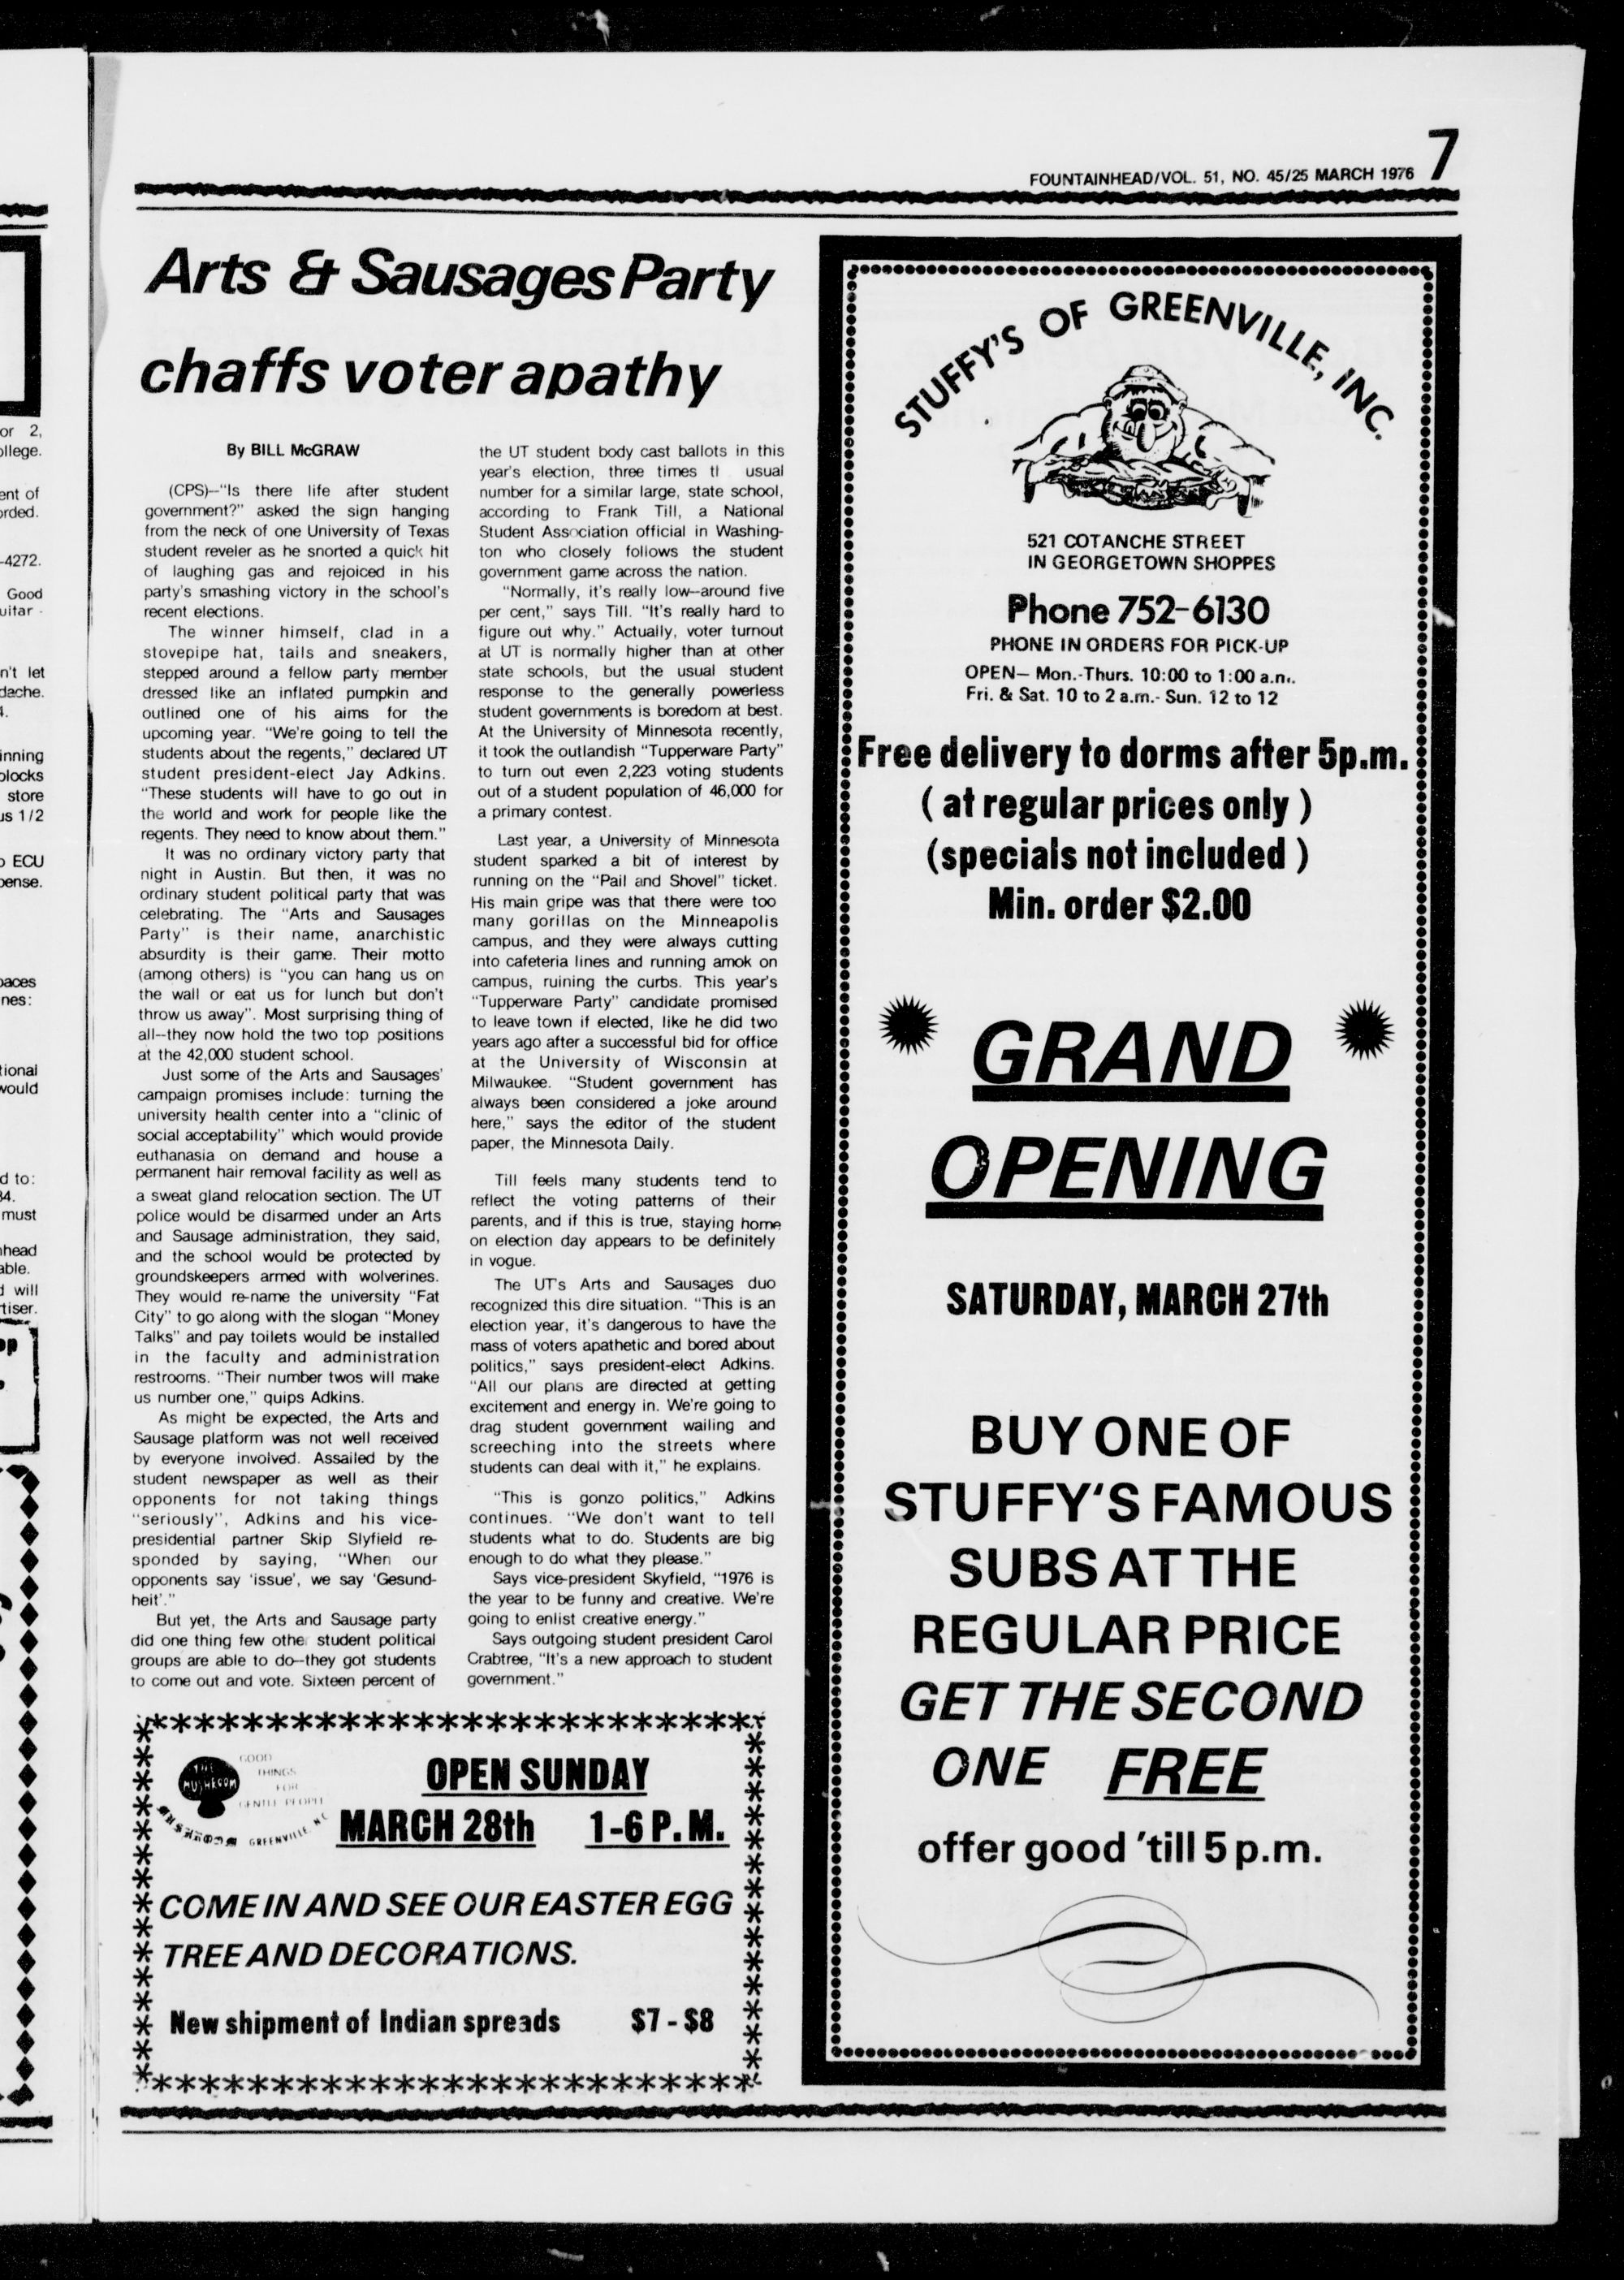 FOUNTAINHEAD/VOL. 51, NO. 45/25 MARCH 1976 7
Arts & Sausages Party
chaffs voter apathy
By BILL McGRAW
(CPS)--"Is there life after student
government?" asked the sign hanging
from the neck of one University of Texas
student reveler as he snorted a quick hit
of laughing gas and rejoiced in his
party's smashing victory in the school's
recent elections.
The winner himself, clad in a
stovepipe hat, tails and sneakers,
stepped around a fellow party member
dressed like an inflated pumpkin and
outlined one of his aims for the
upcoming year. "We're going to tell the
students about the regents," declared UT
student president-elect Jay Adkins.
"These students will have to go out in
the world and work for people like the
regents. They need to know about them."
It was no ordinary victory party that
night in Austin. But then, it was no
ordinary student political party that was
celebrating. The "Arts and Sausages
Party" is their name, anarchistic
absurdity is their game. Their motto
(among others) is "you can hang us on
the wall or eat us for lunch but don't
throw us away". Most surprising thing of
all--they now hold the two top positions
at the 42,000 student school.
Just some of the Arts and Sausages'
campaign promises include: turning the
university health center into a "clinic of
social acceptability" which would provide
euthanasia on demand and house a
permanent hair removal facility as well as
a sweat gland relocation section. The UT
police would be disarmed under an Arts
and Sausage administration, they said,
and the school would be protected by
groundskeepers armed with wolverines.
They would re-name the university "Fat
City" to go along with the slogan "Money
Talks" and pay toilets would be installed
in the faculty and administration
restrooms. "Their number twos will make
us number one," quips Adkins.
As might be expected, the Arts and
Sausage platform was not well received
by everyone involved. Assailed by the
student newspaper as well as their
opponents for not taking things
"seriously", Adkins and his vice-
presidential partner Skip Slyfield re-
sponded by saying, "When our
opponents say 'issue', we say 'Gesund-
heit'."
But yet, the Arts and Sausage party
did one thing few othe student political
groups are able to do--they got students
to come out and vote. Sixteen percent of
the UT student body cast ballots in this
year's election, three times usual
number for a similar large, state school,
according to Frank Till, a National
Student Association official in Washing-
ton who closely follows the student
government game across the nation.
"Normally, it's really low--around five
per cent," says Till. "It's really hard to
figure out why." Actually, voter turnout
at UT is normally higher than at other
state schools, but the usual student
response to the generally powerless
student governments is boredom at best.
At the University of Minnesota recently,
it took the outlandish "Tupperware Party"
to turn out even 2,223 voting students
out of a student population of 46,000 for
a primary contest.
Last year, a University of Minnesota
student sparked a bit of interest by
running on the "Pail and Shovel" ticket.
His main gripe was that there were too
many gorillas on the Minneapolis
campus, and they were always cutting
into cafeteria lines and running amok on
campus, ruining the curbs. This year's
"Tupperware Party" candidate promised
to leave town if elected, like he did two
years ago after a successful bid for office
at the University of Wisconsin at
Milwaukee. "Student government has
always been considered a joke around
here," says the editor of the student
paper, the Minnesota Daily.
Till feels many students tend to
reflect the voting patterns of their
parents, and if this is true, staying home
on election day appears to be definitely
in vogue.
The UT's Arts and Sausages duo
recognized this dire situation. "This is an
election year, it's dangerous to have the
mass of voters apathetic and bored about
politics," says president-elect Adkins.
"All our plans are directed at getting
excitement and energy in. We're going to
drag student government wailing and
screeching into the streets where
students can deal with it," he explains.
"This is gonzo politics," Adkins
continues. "We don't want to tell
students what to do. Students are big
enough to do what they please."
Says vice-president Skyfield, "1976 is
the year to be funny and creative. We're
going to enlist creative energy."
Says outgoing student president Carol
Crabtree, "It's a new approach to student
government."
THE
MUSHROOM
GOOD
THINGS
FOR
GENTLE PEOPLE
GREENVILLE, N.C.
OPEN SUNDAY
MARCH 28th 1-6 P.M.
COME IN AND SEE OUR EASTER EGG
TREE AND DECORATIONS.
New shipment of Indian spreads $7 - $8
STUFFY'S OF GREENVILLE, INC.
521 COTANCHE STREET
IN GEORGETOWN SHOPPES
Phone 752-6130
PHONE IN ORDERS FOR PICK-UP
OPEN— Mon.-Thurs. 10:00 to 1:00 a.m.
Fri. & Sat. 10 to 2 a.m.- Sun. 12 to 12
Free delivery to dorms after 5p.m.
( at regular prices only )
(specials not included )
Min. order $2.00
GRAND
OPENING
SATURDAY, MARCH 27th
BUY ONE OF
STUFFY'S FAMOUS
SUBS AT THE
REGULAR PRICE
GET THE SECOND
ONE FREE
offer good 'till 5 p.m.
or 2,
ent of
-4272.
Good
n't let
store
ECU
must
will